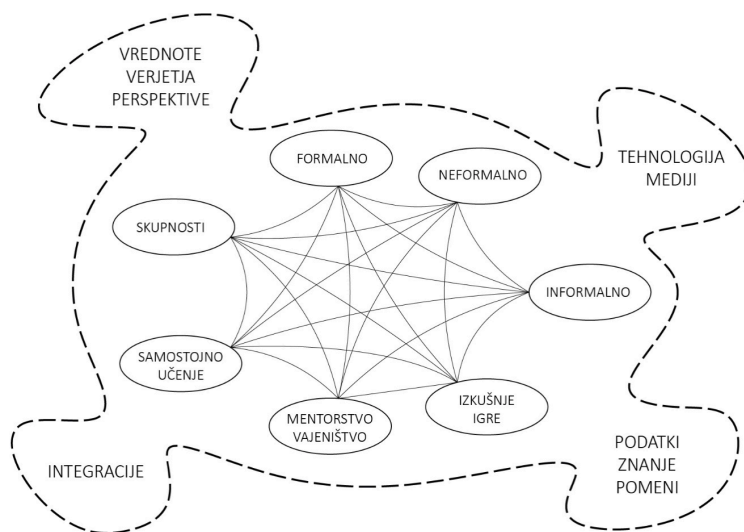 VREDNOTE
VERJETJA
PERSPEKTIVE
FORMALNO
NEFORMALNO
TEHNOLOGIJA
MEDIJI
SKUPNOSTI
INFORMALNO
SAMOSTOJNO
UČENJE
MENTORSTVO
VAJENIŠTVO
IZKUŠNJE
IGRE
INTEGRACIJE
PODATKI
ZNANJE
POMENI